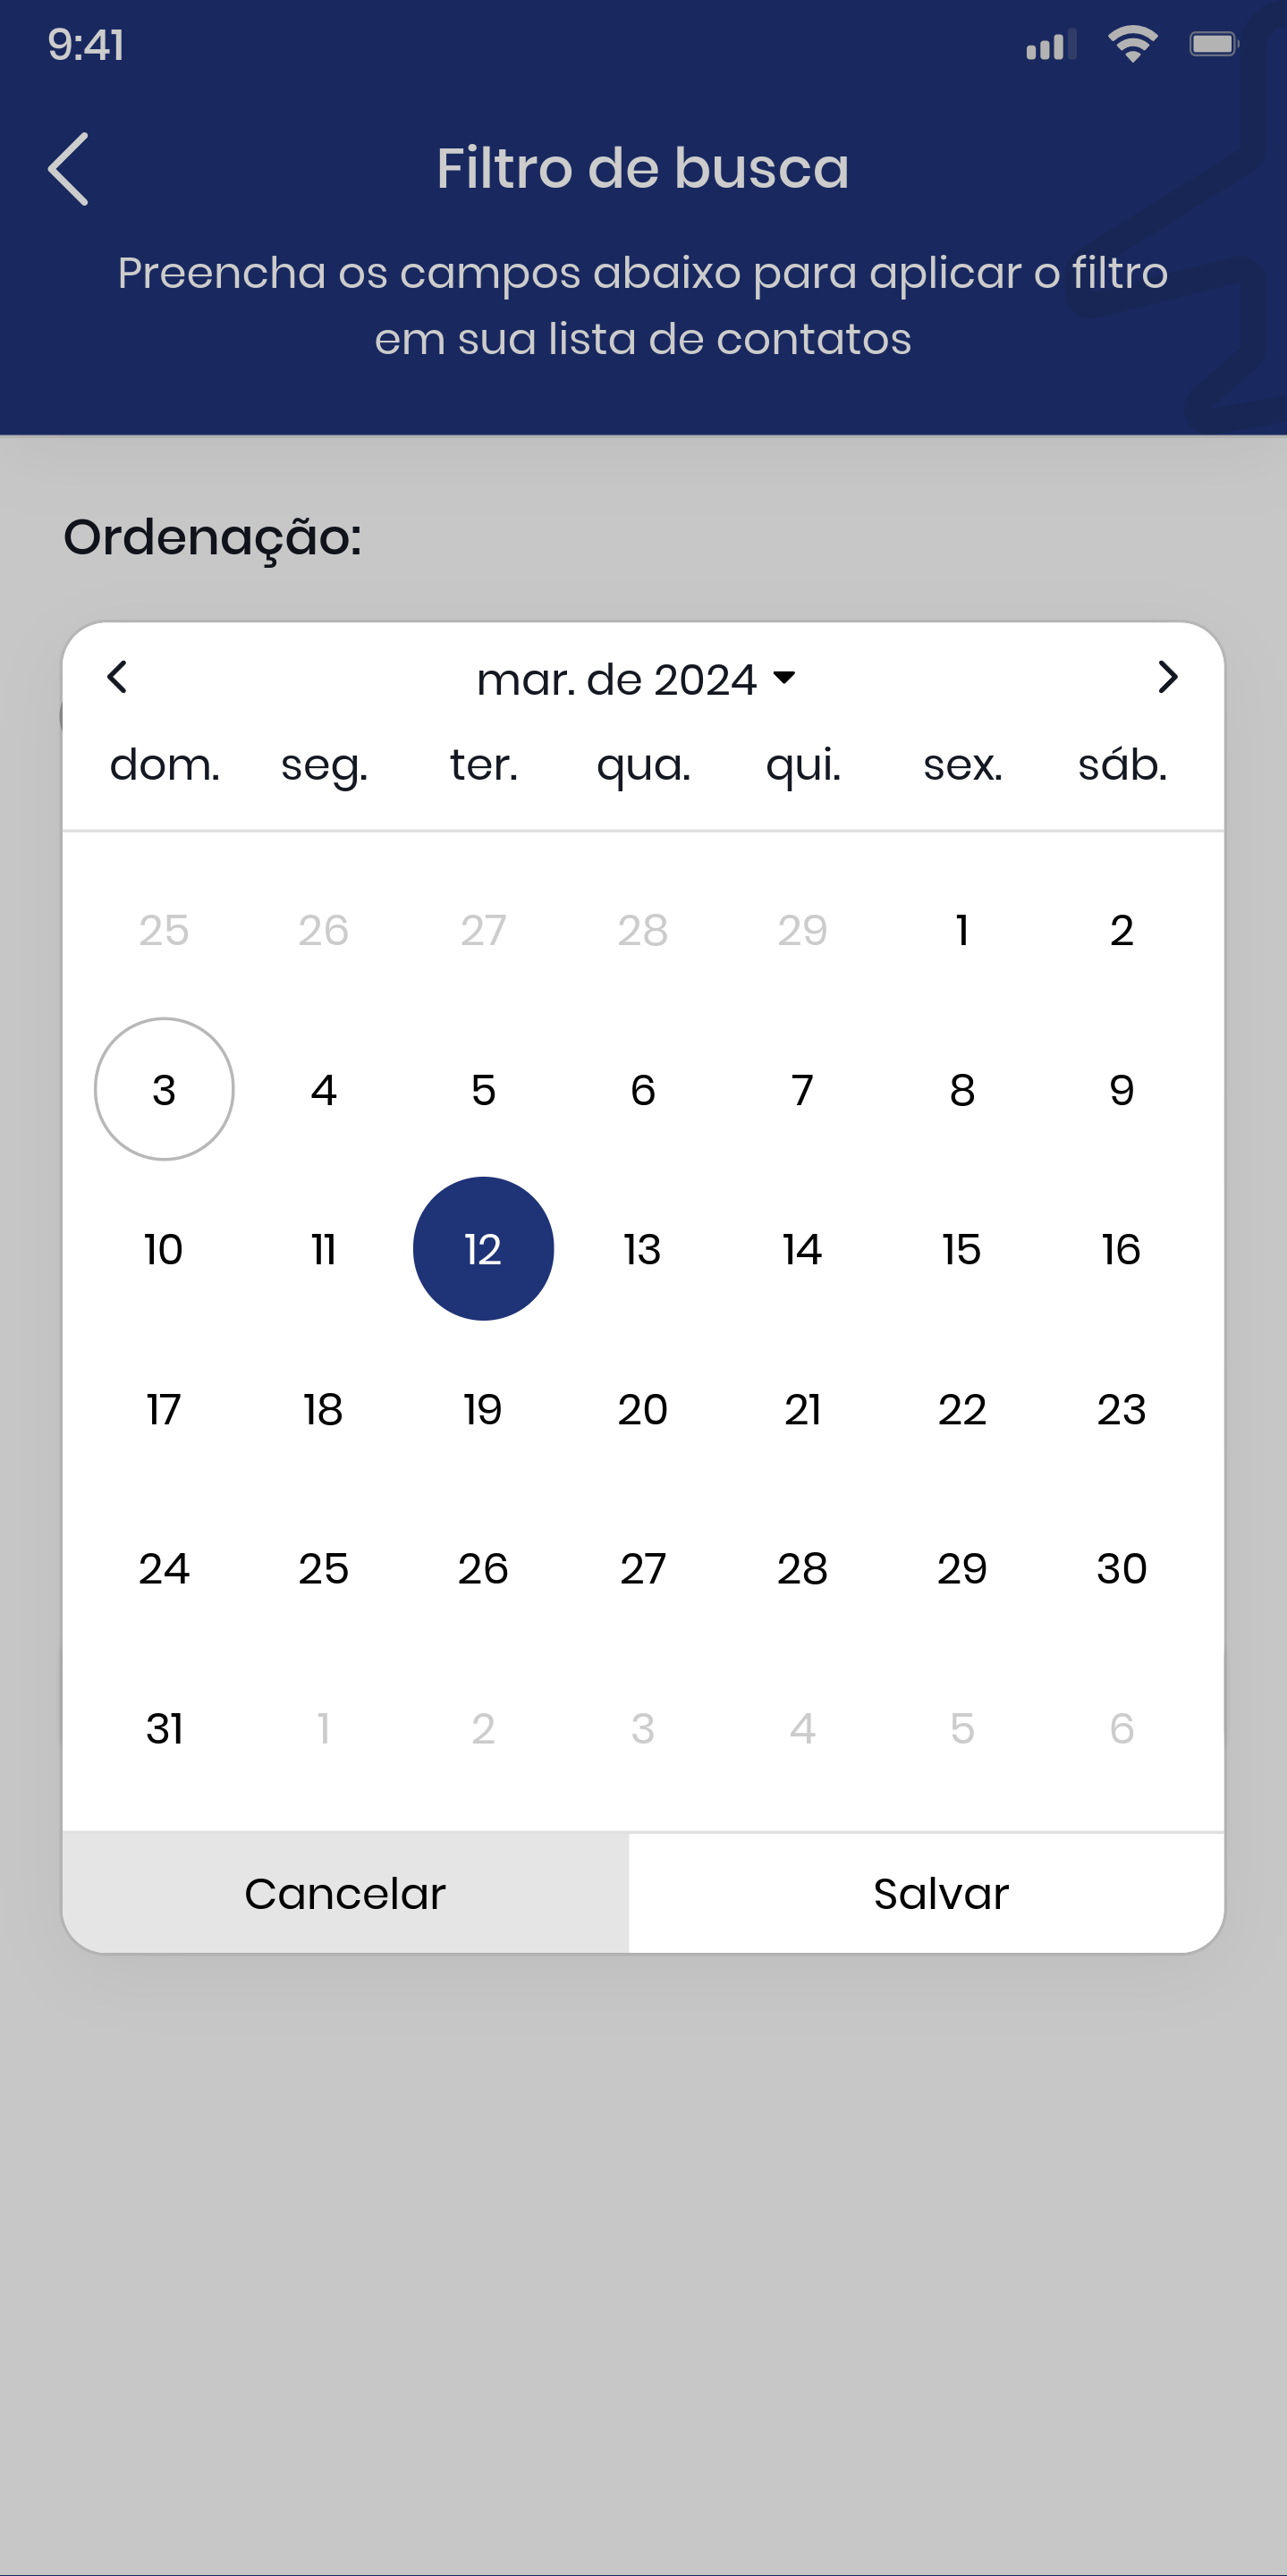 9:41
Filtro de busca
Preencha os campos abaixo para aplicar o filtro
em sua lista de contatos
Ordenação:
mar. de 2024
dom. seg. ter. qua. qui. sex. sáb.
25 26 27 28 29 1 2
3 4 5 6 7 8 9
10 11 12 13 14 15 16
17 18 19 20 21 22 23
24 25 26 27 28 29 30
31 1 2 3 4 5 6
Cancelar Salvar